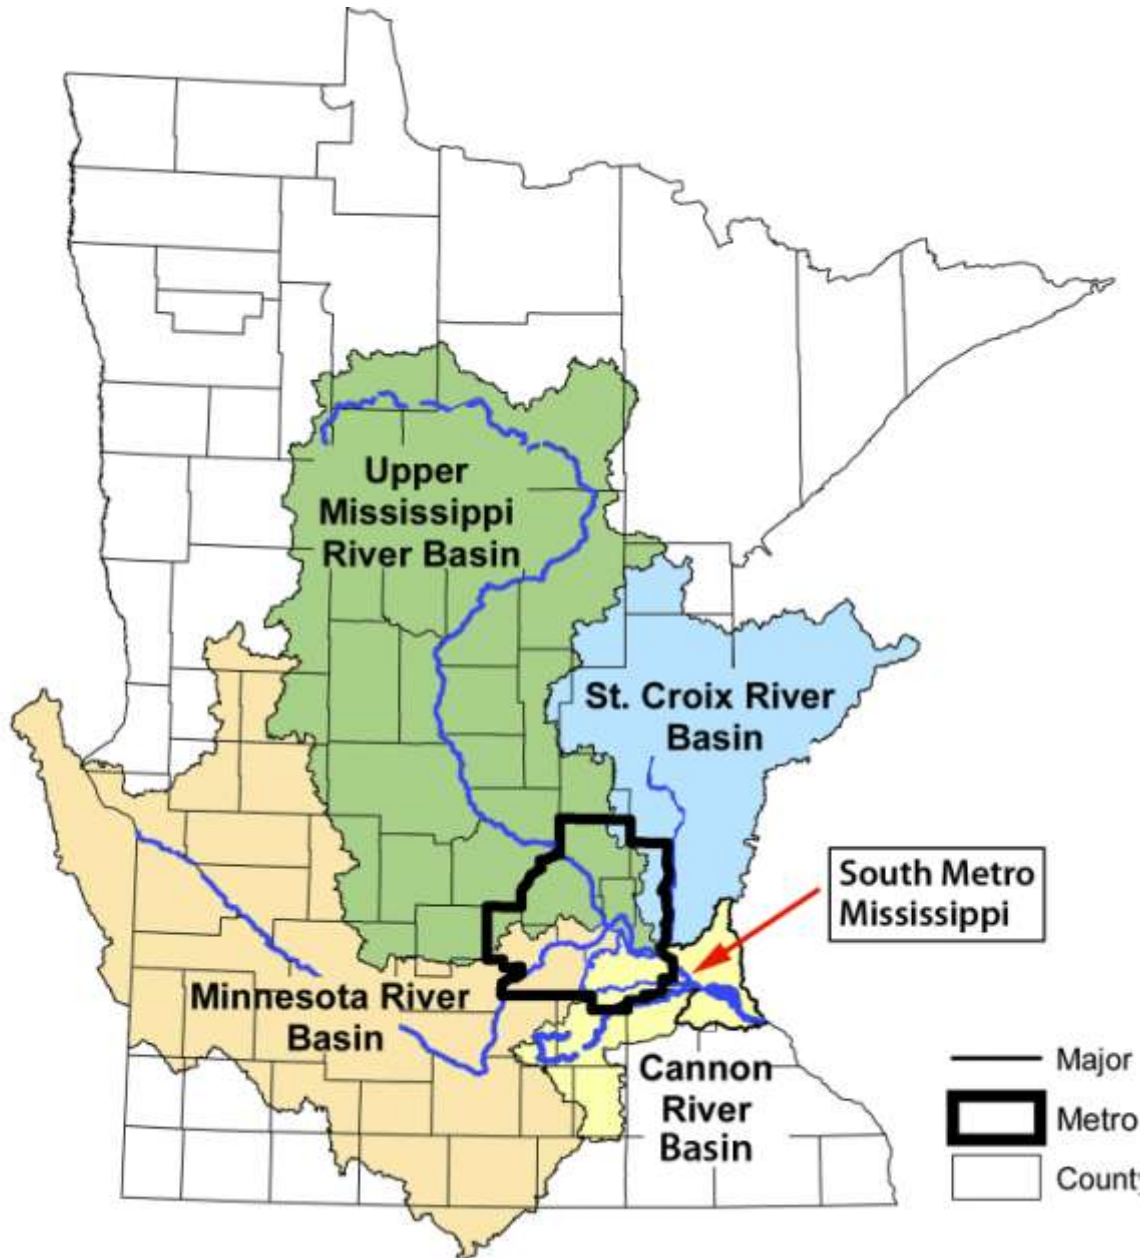 Upper
Mississippi
River Basin
St. Croix River
Basin
South Metro
Mississippi
Minnesota River
Basin
Cannon
River
Basin
Major
Metro